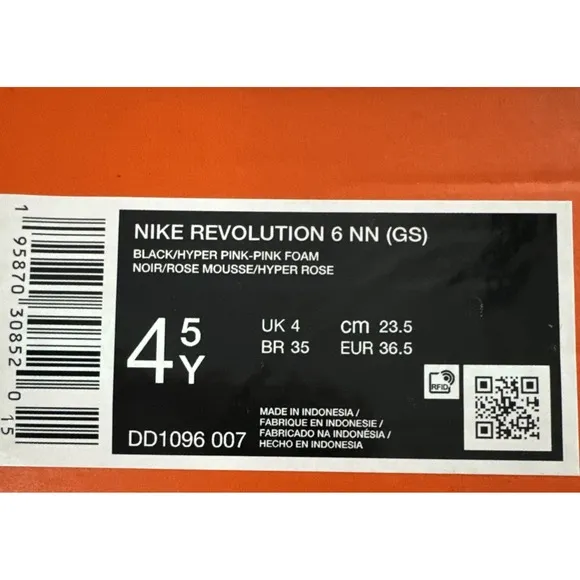 NIKE REVOLUTION 6 NN (GS)
BLACK/HYPER PINK-PINK FOAM
NOIR/ROSE MOUSSE/HYPER ROSE
4 5 Y
UK 4 cm 23.5
BR 35 EUR 36.5
RFID
MADE IN INDONESIA /
FABRIQUE EN INDONESIE /
FABRICADO NA INDONÉSIA /
HECHO EN INDONESIA
DD1096 007
1 95870 30852 0 15